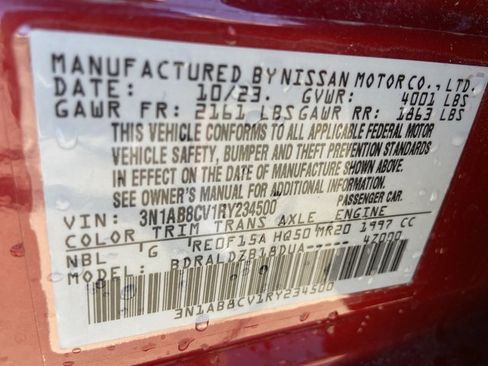 MANUFACTURED BY NISSAN MOTOR CO., LTD.
DATE: 10/23. GVWR: 4001 LBS
GAWR FR: 2161 LBS GAWR RR: 1863 LBS
THIS VEHICLE CONFORMS TO ALL APPLICABLE FEDERAL MOTOR
VEHICLE SAFETY, BUMPER AND THEFT PREVENTION STANDARDS
IN EFFECT ON THE DATE OF MANUFACTURE SHOWN ABOVE.
SEE OWNER'S MANUAL FOR ADDITIONAL INFORMATION.
VIN: 3N1AB8CV1RY234500 PASSENGER CAR.
COLOR TRIM TRANS AXLE ENGINE
NBL G RE0F15A HQ50 MR20 1997 CC
BDRALDZB18DUA----- 47000
3N1AB8CV1RY234500